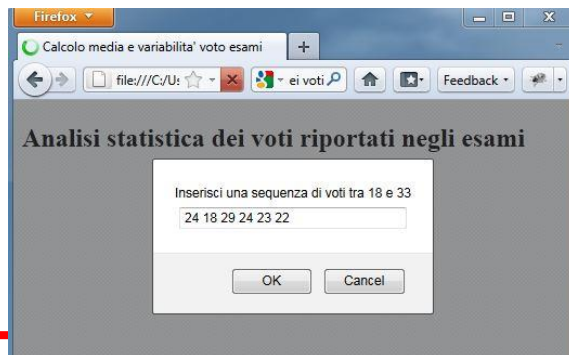 Firefox
Calcolo media e variabilita' voto esami
file:///C:/U:
ei voti
Feedback
Analisi statistica dei voti riportati negli esami
Inserisci una sequenza di voti tra 18 e 33
24 18 29 24 23 22
OK Cancel